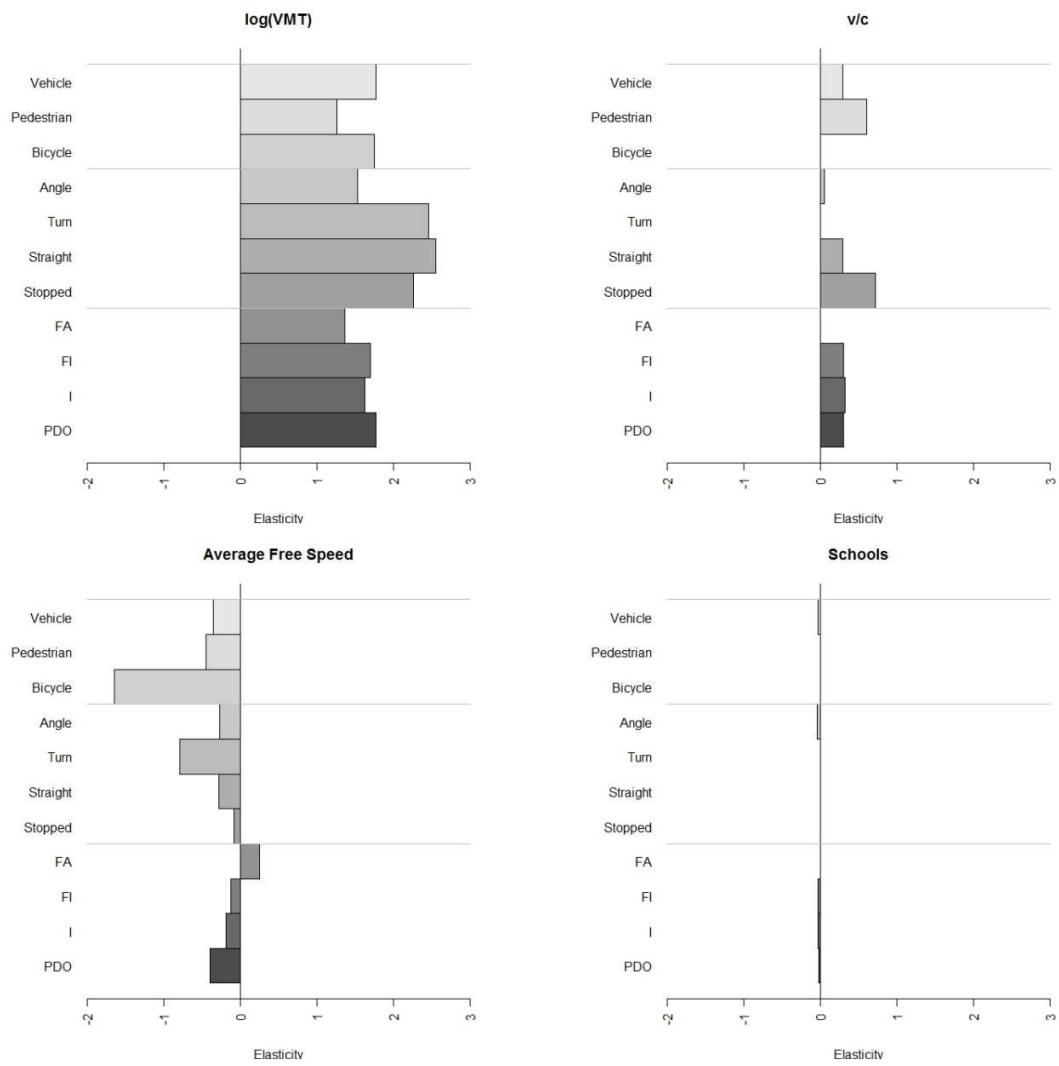 log(VMT)
Vehicle
Pedestrian
Bicycle
Angle
Turn
Straight
Stopped
FA
FI
I
PDO
-2 -1 0 1 2 3
Elasticity
v/c
Vehicle
Pedestrian
Bicycle
Angle
Turn
Straight
Stopped
FA
FI
I
PDO
-2 -1 0 1 2 3
Elasticity
Average Free Speed
Vehicle
Pedestrian
Bicycle
Angle
Turn
Straight
Stopped
FA
FI
I
PDO
-2 -1 0 1 2 3
Elasticity
Schools
Vehicle
Pedestrian
Bicycle
Angle
Turn
Straight
Stopped
FA
FI
I
PDO
-2 -1 0 1 2 3
Elasticity